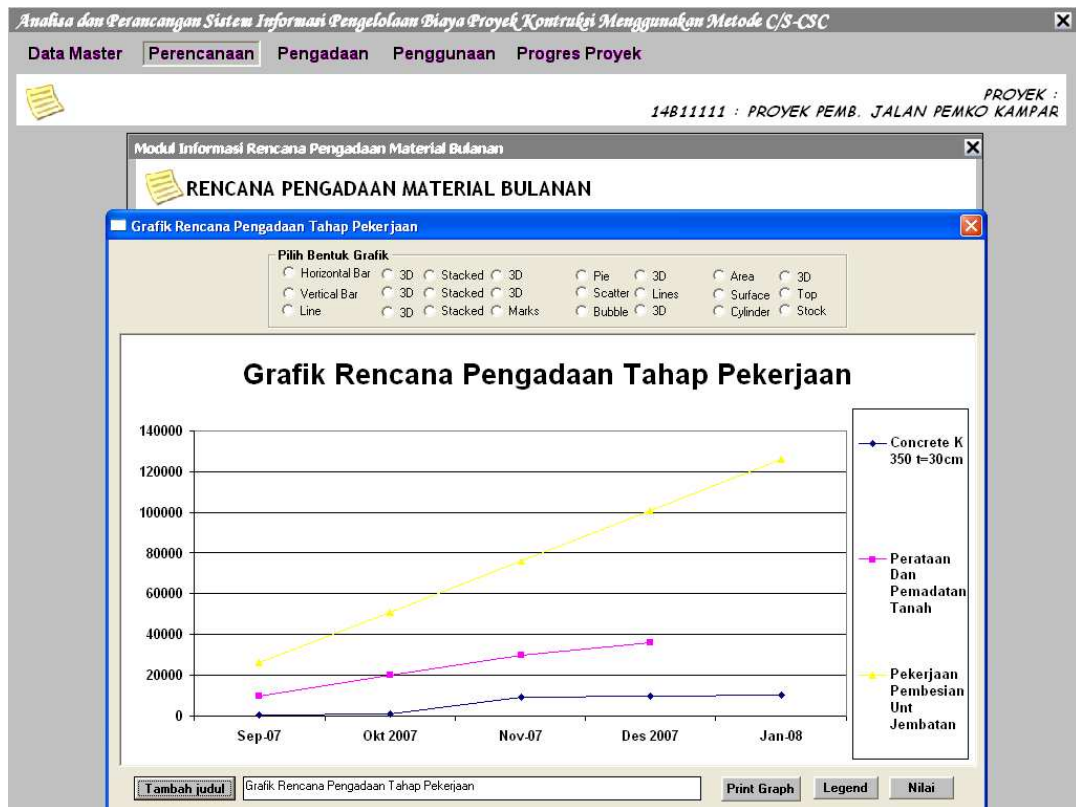 Analisa dan Perancangan Sistem Informasi Pengelolaan Biaya Proyek Kontruksi Menggunakan Metode C/S-CSC
Data Master Perencanaan Pengadaan Penggunaan Progres Proyek
PROYEK :
14B11111 : PROYEK PEMB. JALAN PEMKO KAMPAR
Modul Informasi Rencana Pengadaan Material Bulanan
RENCANA PENGADAAN MATERIAL BULANAN
Grafik Rencana Pengadaan Tahap Pekerjaan
Pilih Bentuk Grafik
Horizontal Bar 3D Stacked 3D Pie 3D Area 3D
Vertical Bar 3D Stacked 3D Scatter Lines Surface Top
Line 3D Stacked Marks Bubble 3D Cylinder Stock
Grafik Rencana Pengadaan Tahap Pekerjaan
140000
120000
100000
80000
60000
40000
20000
0
Sep-07 Okt 2007 Nov-07 Des 2007 Jan-08
Concrete K
350 t=30cm
Perataan
Dan
Pemadatan
Tanah
Pekerjaan
Pembesian
Unt
Jembatan
Tambah judul Grafik Rencana Pengadaan Tahap Pekerjaan Print Graph Legend Nilai